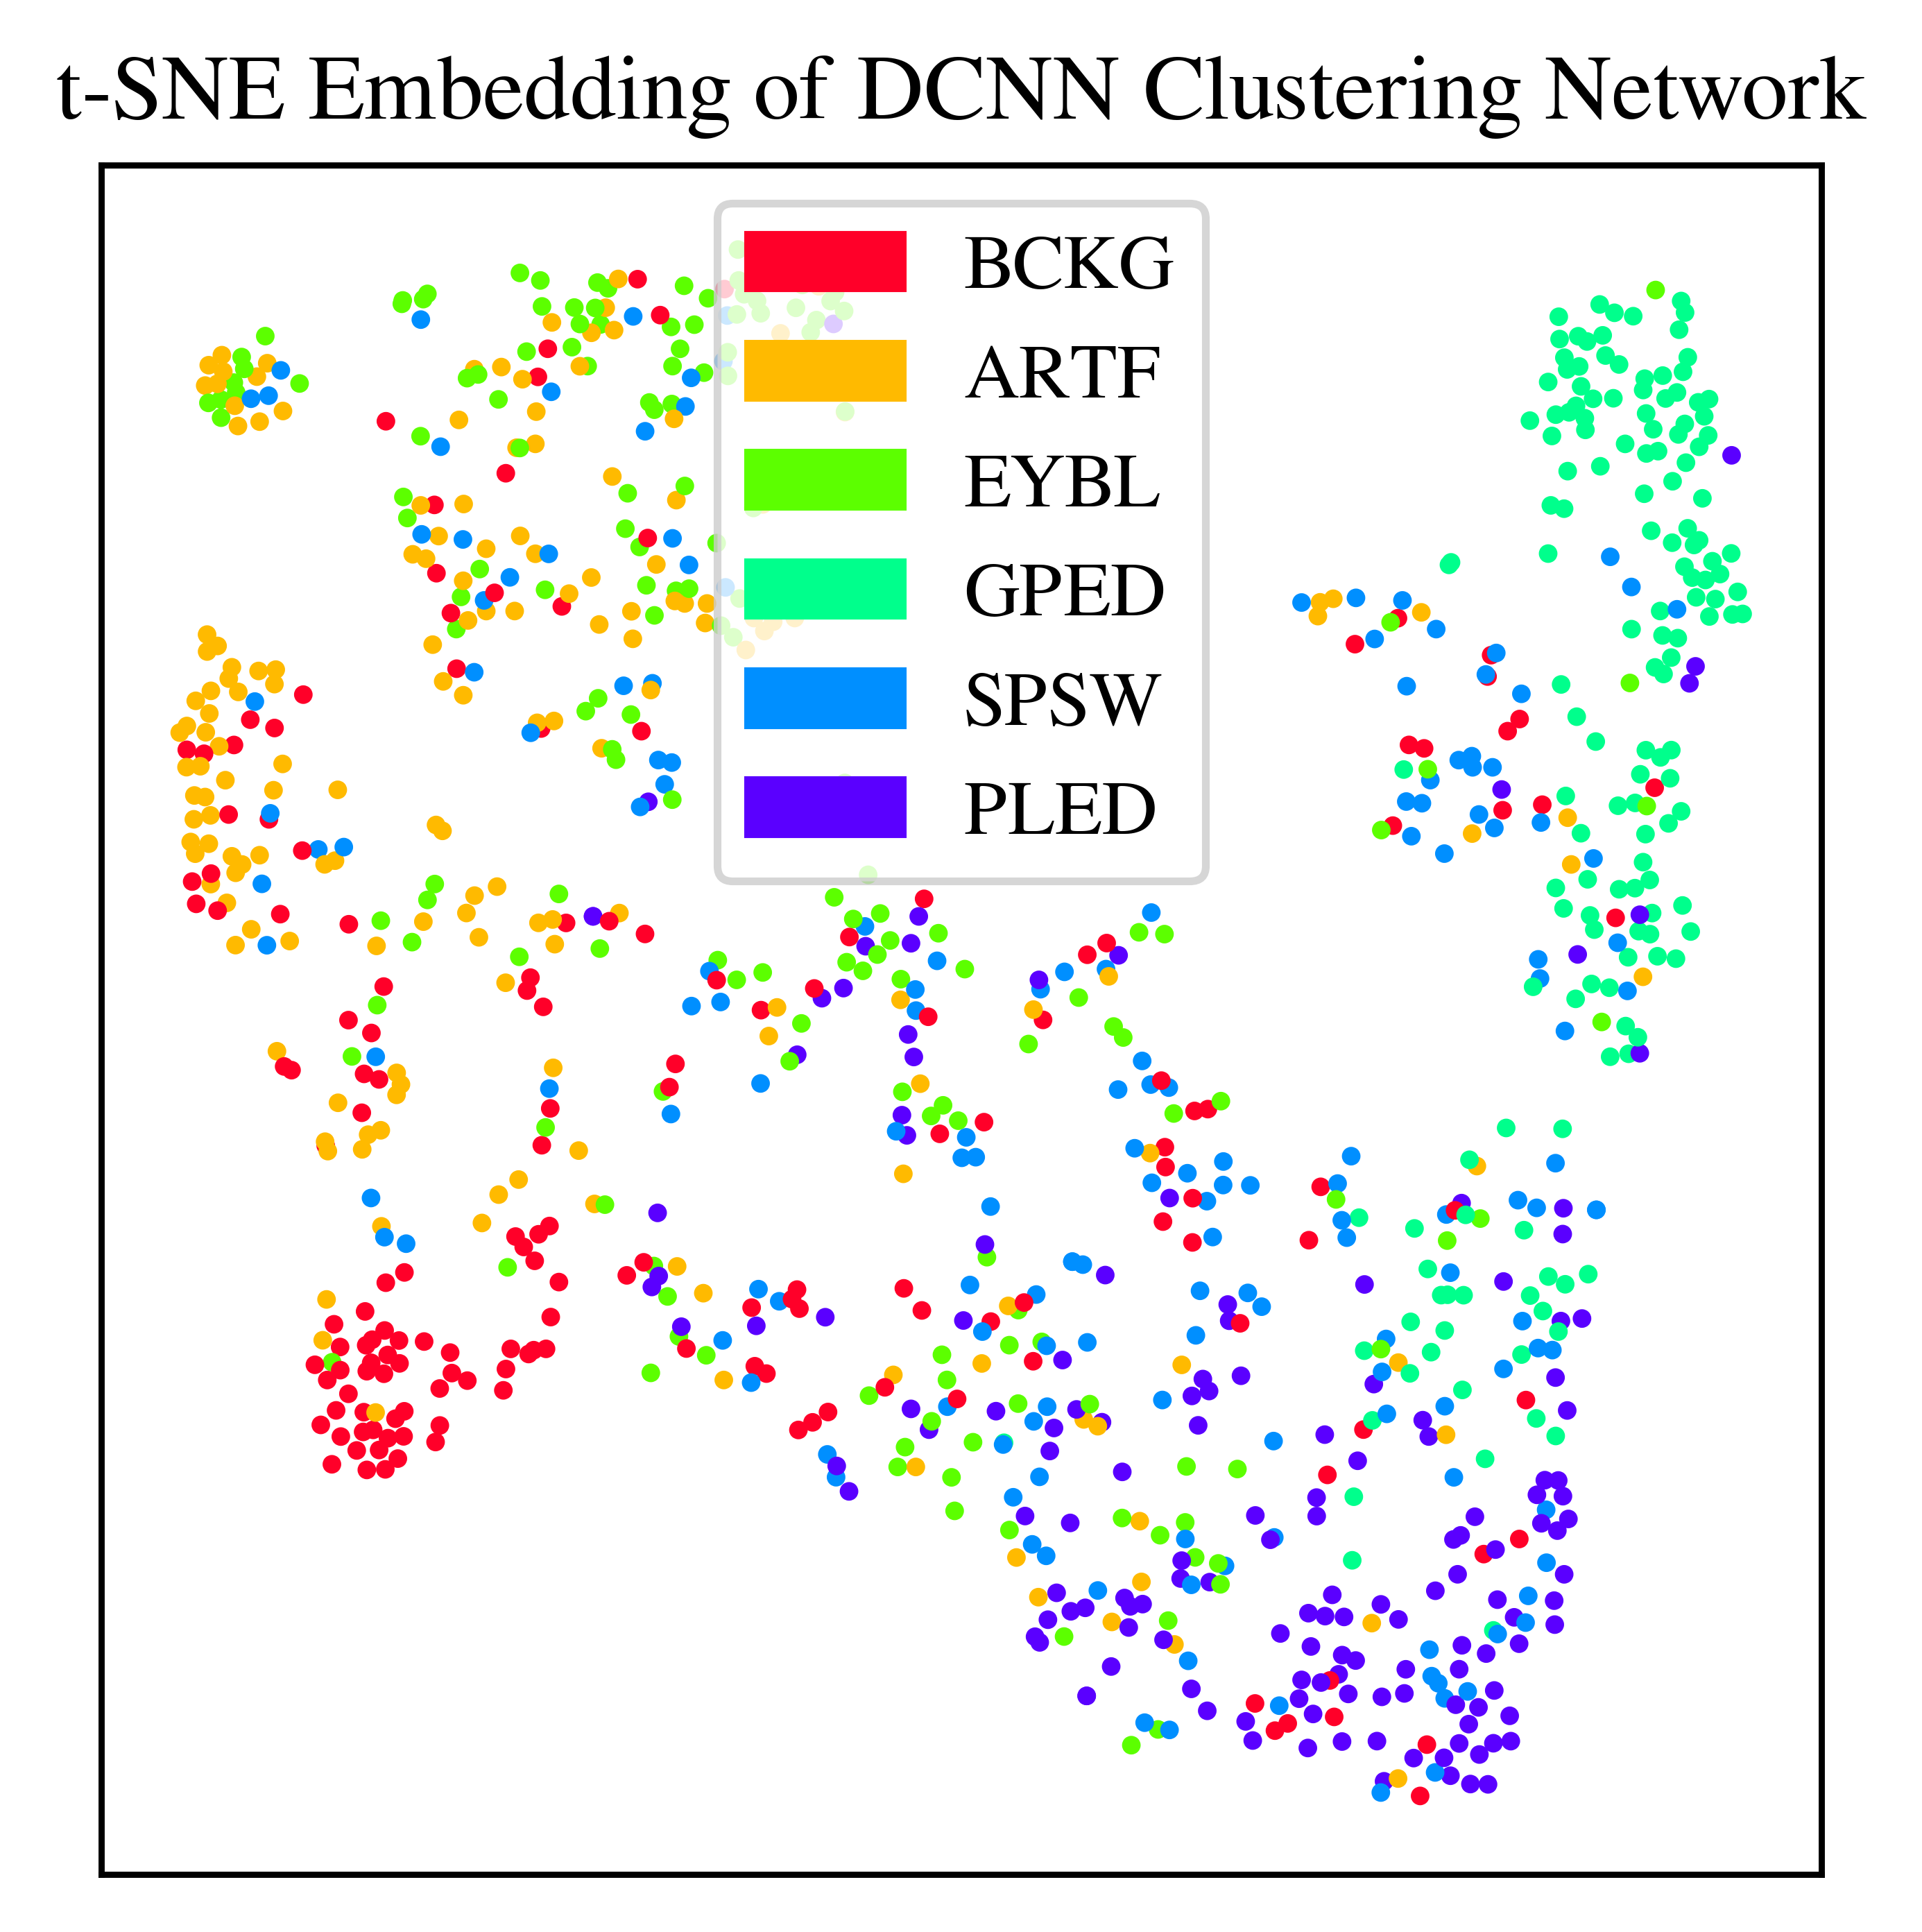 t-SNE Embedding of DCNN Clustering Network
BCKG
ARTF
EYBL
GPED
SPSW
PLED